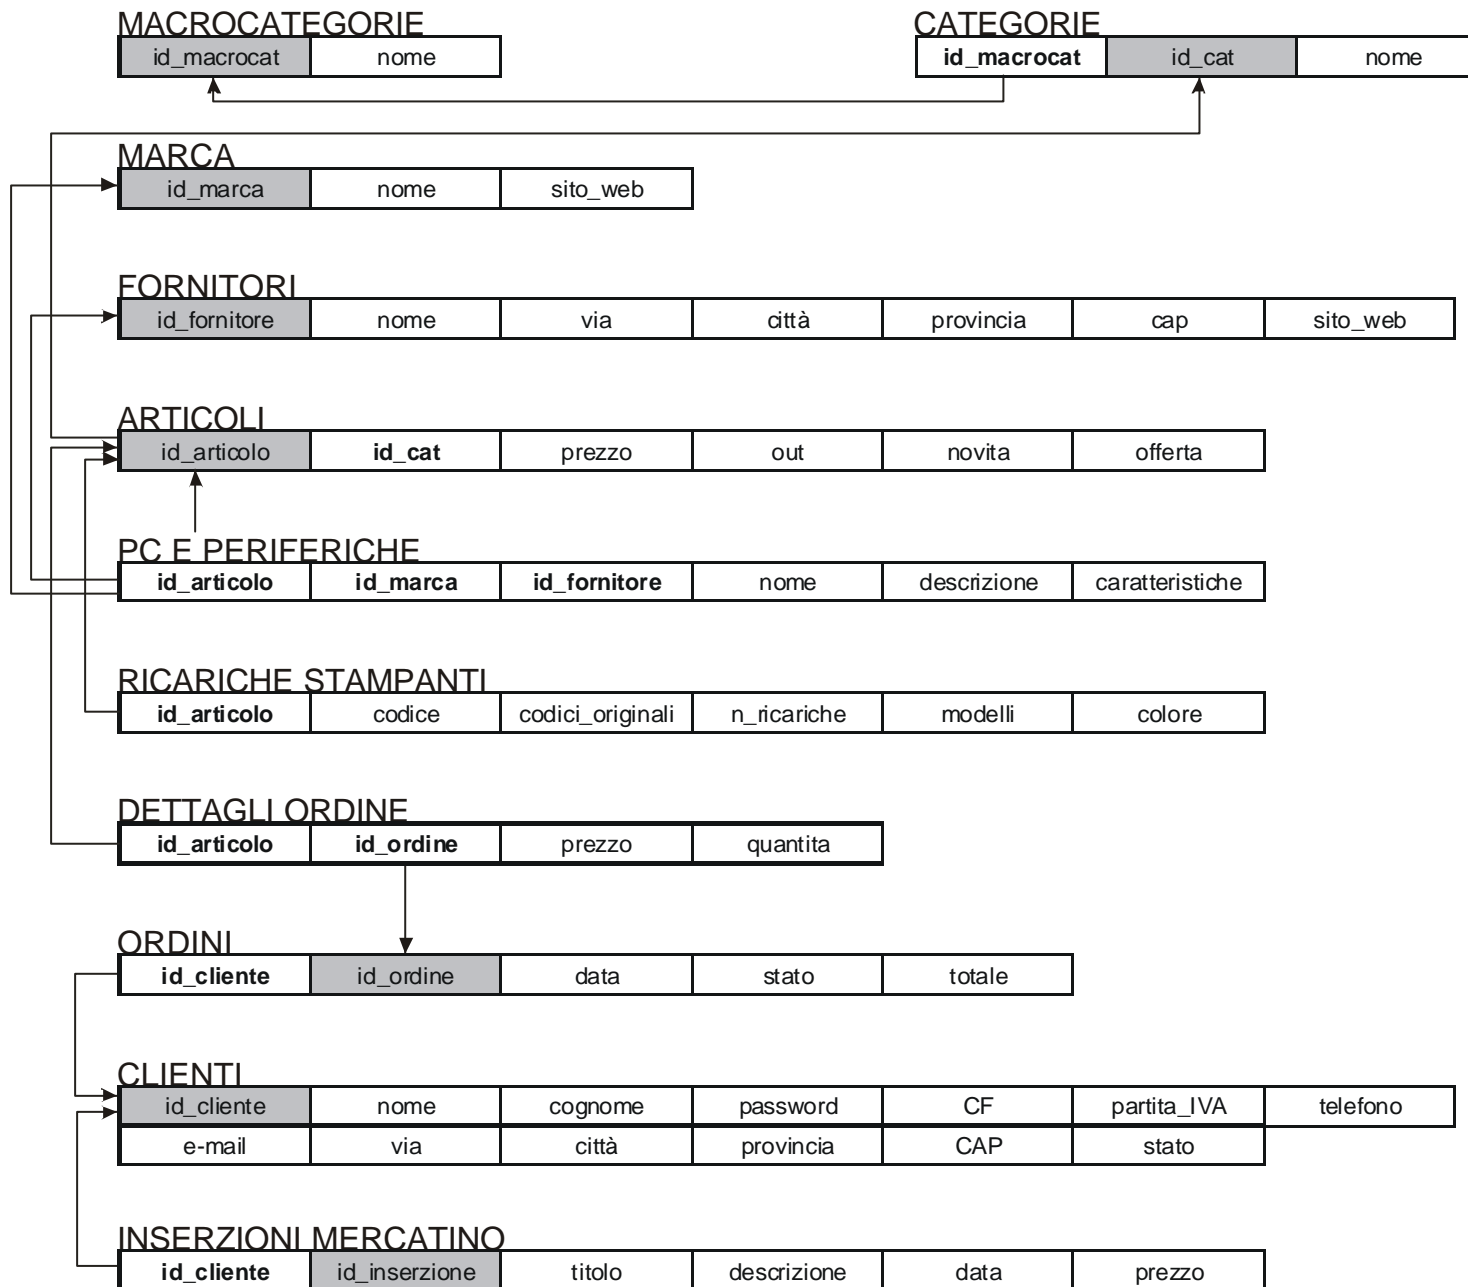 MACROCATEGORIE CATEGORIE
id_macrocat nome id_macrocat id_cat nome
MARCA
id_marca nome sito_web
FORNITORI
id_fornitore nome via città provincia cap sito_web
ARTICOLI
id_articolo id_cat prezzo out novita offerta
PC E PERIFERICHE
id_articolo id_marca id_fornitore nome descrizione caratteristiche
RICARICHE STAMPANTI
id_articolo codice codici_originali n_ricariche modelli colore
DETTAGLI ORDINE
id_articolo id_ordine prezzo quantita
ORDINI
id_cliente id_ordine data stato totale
CLIENTI
id_cliente nome cognome password CF partita_IVA telefono
e-mail via città provincia CAP stato
INSERZIONI MERCATINO
id_cliente id_inserzione titolo descrizione data prezzo